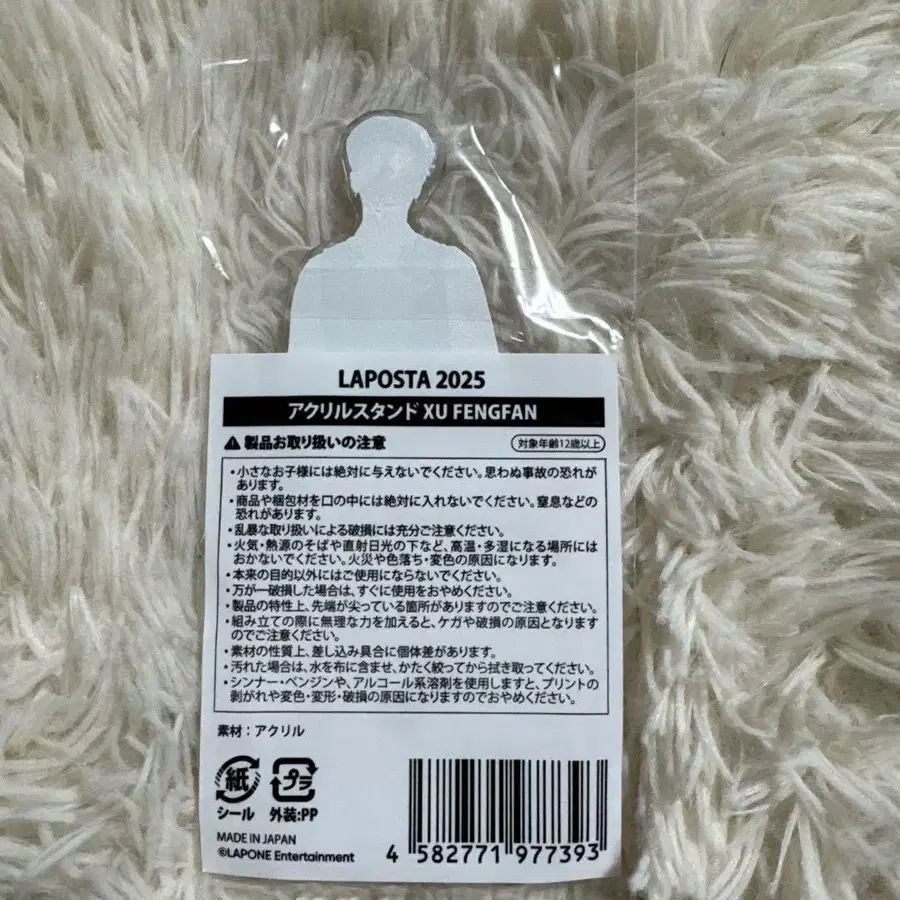 LAPOSTA 2025
アクリルスタンド XU FENGFAN
製品お取り扱いの注意 対象年齢12歳以上
・小さなお子様には絶対に与えないでください。思わぬ事故の恐れが
あります。
・商品や梱包材を口の中には絶対に入れないでください。窒息などの
恐れがあります。
・乱暴な取り扱いによる破損には充分ご注意ください。
・火気・熱源のそばや直射日光の下など、高温・多湿になる場所には
おかないでください。火災や色落ち・変色の原因になります。
・本来の目的以外にはご使用にならないでください。
・万が一破損した場合は、すぐに使用をおやめください。
・製品の特性上、先端が尖っている箇所がありますのでご注意ください。
・組み立ての際に無理な力を加えると、ケガや破損の原因となります
のでご注意ください。
・素材の性質上、差し込み具合に個体差があります。
・汚れた場合は、水を布に含ませ、かたく絞ってから拭き取ってください。
・シンナー・ベンジンや、アルコール系溶剤を使用しますと、プリントの
剥がれや変色・変形・破損の原因になりますのでおやめください。
素材：アクリル
紙 プラ
シール 外装:PP
MADE IN JAPAN
©LAPONE Entertainment
4 582771 977393